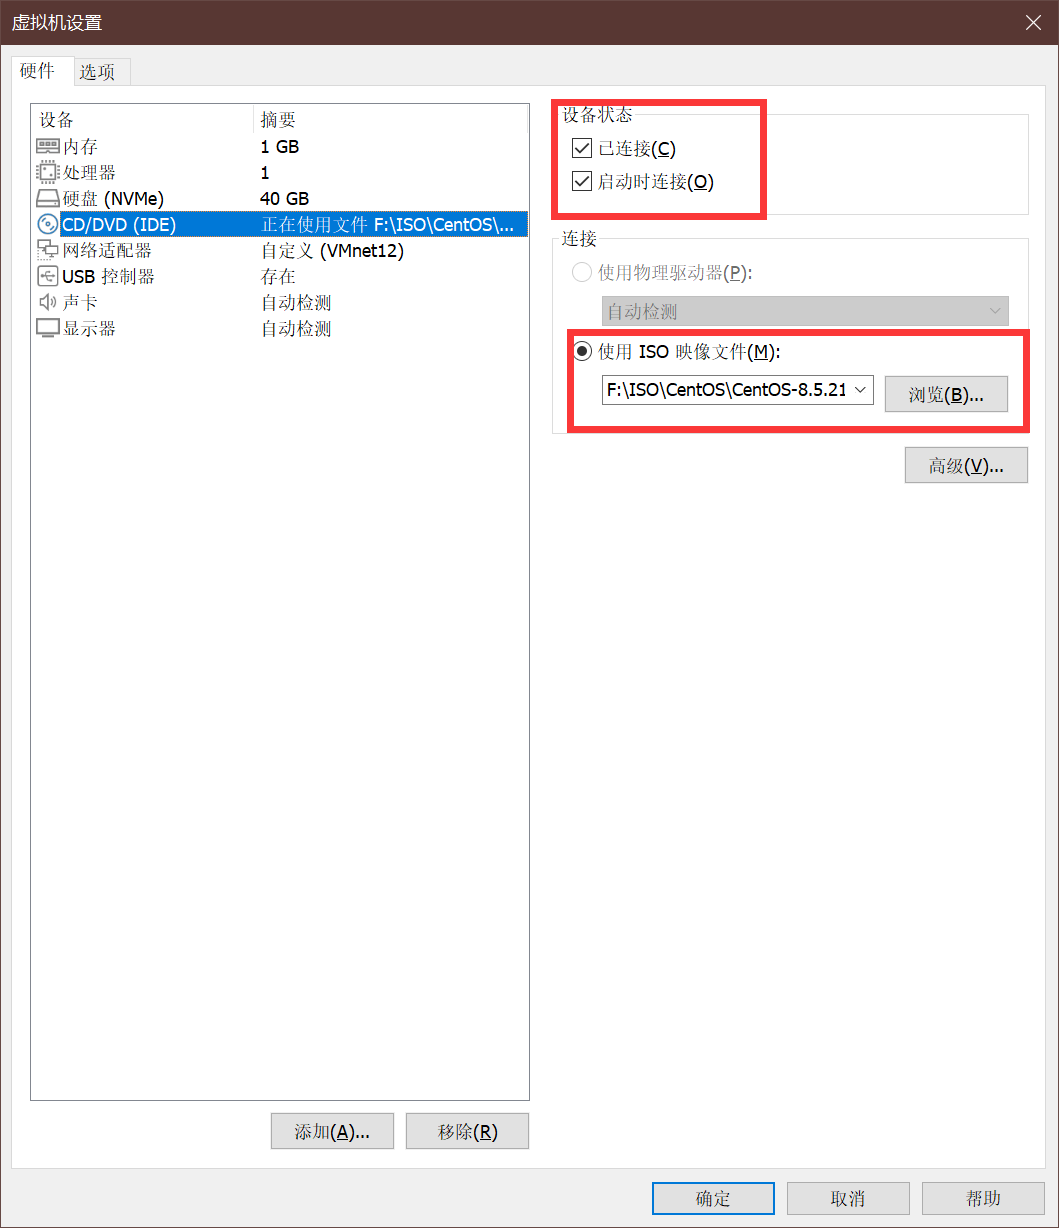 虚拟机设置
硬件 选项
设备 摘要
内存 1 GB
处理器 1
硬盘 (NVMe) 40 GB
CD/DVD (IDE) 正在使用文件 F:\ISO\CentOS\...
网络适配器 自定义 (VMnet12)
USB 控制器 存在
声卡 自动检测
显示器 自动检测
添加(A)... 移除(R)
设备状态
已连接(C)
启动时连接(O)
连接
使用物理驱动器(P):
自动检测
使用 ISO 映像文件(M):
F:\ISO\CentOS\CentOS-8.5.21 浏览(B)...
高级(V)...
确定 取消 帮助